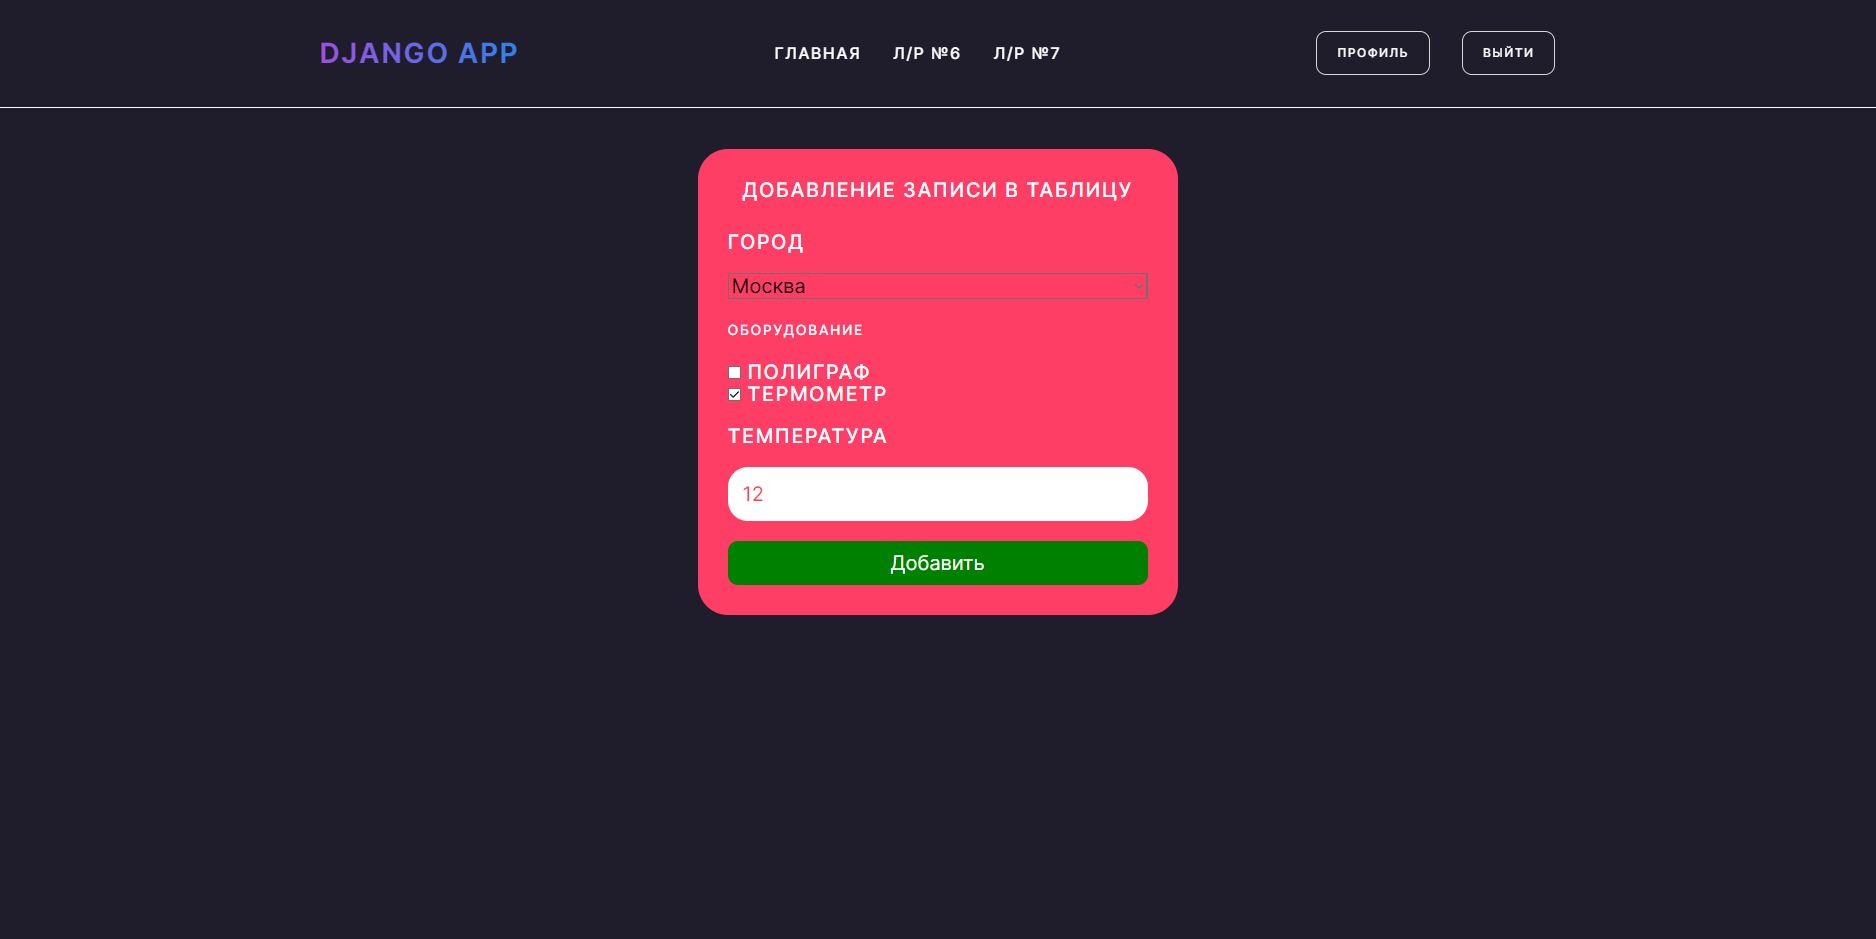 DJANGO APP
ГЛАВНАЯ
Л/Р №6
Л/Р №7
ПРОФИЛЬ
ВЫЙТИ
ДОБАВЛЕНИЕ ЗАПИСИ В ТАБЛИЦУ
ГОРОД
Москва
ОБОРУДОВАНИЕ
ПОЛИГРАФ
ТЕРМОМЕТР
ТЕМПЕРАТУРА
12
Добавить